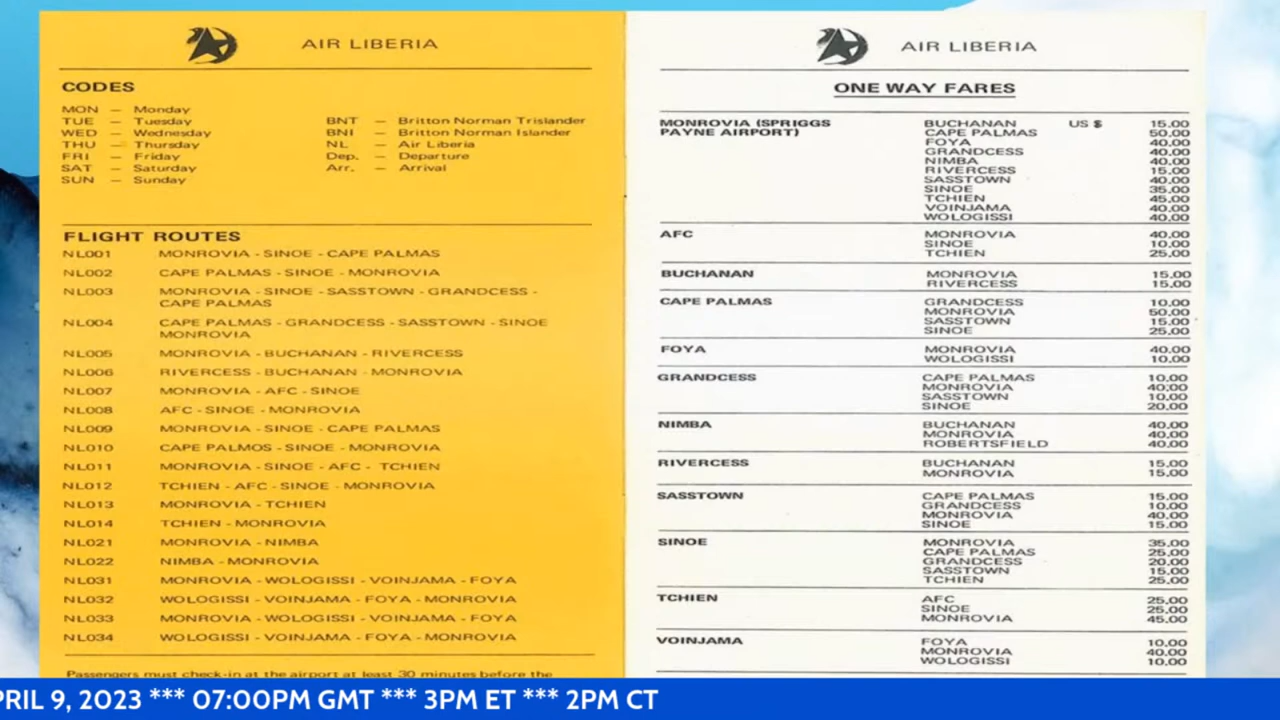 AIR LIBERIA
CODES
MON — Monday
TUE — Tuesday
WED — Wednesday
THU — Thursday
FRI — Friday
SAT — Saturday
SUN — Sunday
BNT — Britton Norman Trislander
BNI — Britton Norman Islander
NL — Air Liberia
Dep. — Departure
Arr. — Arrival
FLIGHT ROUTES
NL001 MONROVIA - SINOE - CAPE PALMAS
NL002 CAPE PALMAS - SINOE - MONROVIA
NL003 MONROVIA - SINOE - SASSTOWN - GRANDCESS -
CAPE PALMAS
NL004 CAPE PALMAS - GRANDCESS - SASSTOWN - SINOE
MONROVIA
NL005 MONROVIA - BUCHANAN - RIVERCESS
NL006 RIVERCESS - BUCHANAN - MONROVIA
NL007 MONROVIA - AFC - SINOE
NL008 AFC - SINOE - MONROVIA
NL009 MONROVIA - SINOE - CAPE PALMAS
NL010 CAPE PALMOS - SINOE - MONROVIA
NL011 MONROVIA - SINOE - AFC - TCHIEN
NL012 TCHIEN - AFC - SINOE - MONROVIA
NL013 MONROVIA - TCHIEN
NL014 TCHIEN - MONROVIA
NL021 MONROVIA - NIMBA
NL022 NIMBA - MONROVIA
NL031 MONROVIA - WOLOGISSI - VOINJAMA - FOYA
NL032 WOLOGISSI - VOINJAMA - FOYA - MONROVIA
NL033 MONROVIA - WOLOGISSI - VOINJAMA - FOYA
NL034 WOLOGISSI - VOINJAMA - FOYA - MONROVIA
Passengers must check-in at the airport at least 30 minutes before the
AIR LIBERIA
ONE WAY FARES
MONROVIA (SPRIGGS BUCHANAN US $ 15.00
PAYNE AIRPORT) CAPE PALMAS 50.00
FOYA 40.00
GRANDCESS 40.00
NIMBA 40.00
RIVERCESS 15.00
SASSTOWN 40.00
SINOE 35.00
TCHIEN 45.00
VOINJAMA 40.00
WOLOGISSI 40.00
AFC MONROVIA 40.00
SINOE 10.00
TCHIEN 25.00
BUCHANAN MONROVIA 15.00
RIVERCESS 15.00
CAPE PALMAS GRANDCESS 10.00
MONROVIA 50.00
SASSTOWN 15.00
SINOE 25.00
FOYA MONROVIA 40.00
WOLOGISSI 10.00
GRANDCESS CAPE PALMAS 10.00
MONROVIA 40.00
SASSTOWN 10.00
SINOE 20.00
NIMBA BUCHANAN 40.00
MONROVIA 40.00
ROBERTSFIELD 40.00
RIVERCESS BUCHANAN 15.00
MONROVIA 15.00
SASSTOWN CAPE PALMAS 15.00
GRANDCESS 10.00
MONROVIA 40.00
SINOE 15.00
SINOE MONROVIA 35.00
CAPE PALMAS 25.00
GRANDCESS 20.00
SASSTOWN 15.00
TCHIEN 25.00
TCHIEN AFC 25.00
SINOE 25.00
MONROVIA 45.00
VOINJAMA FOYA 10.00
MONROVIA 40.00
WOLOGISSI 10.00
PRIL 9, 2023 *** 07:00PM GMT *** 3PM ET *** 2PM CT